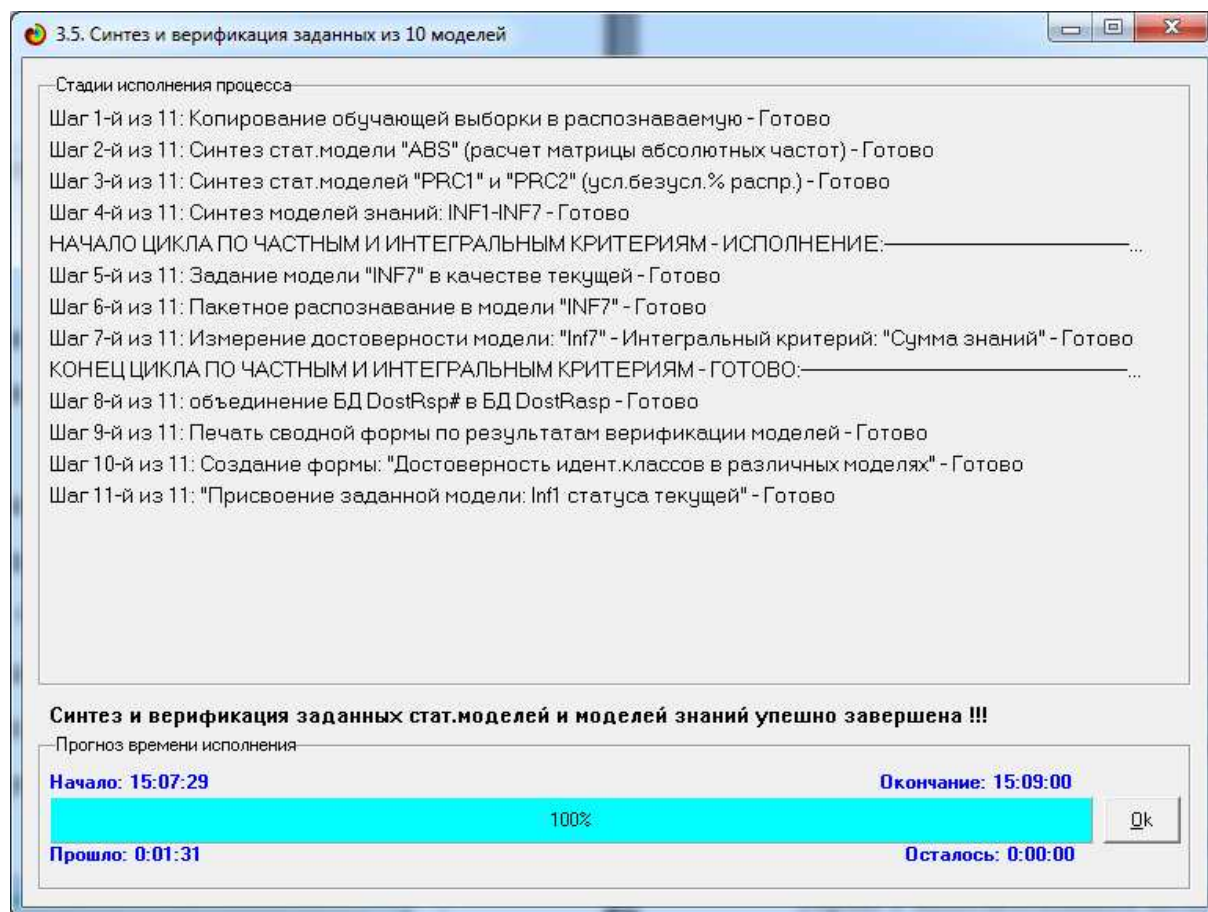 3.5. Синтез и верификация заданных из 10 моделей
Стадии исполнения процесса
Шаг 1-й из 11: Копирование обучающей выборки в распознаваемую - Готово
Шаг 2-й из 11: Синтез стат.модели "ABS" (расчет матрицы абсолютных частот) - Готово
Шаг 3-й из 11: Синтез стат.моделей "PRC1" и "PRC2" (усл.безусл.% распр.) - Готово
Шаг 4-й из 11: Синтез моделей знаний: INF1-INF7 - Готово
НАЧАЛО ЦИКЛА ПО ЧАСТНЫМ И ИНТЕГРАЛЬНЫМ КРИТЕРИЯМ - ИСПОЛНЕНИЕ:——————————...
Шаг 5-й из 11: Задание модели "INF7" в качестве текущей - Готово
Шаг 6-й из 11: Пакетное распознавание в модели "INF7" - Готово
Шаг 7-й из 11: Измерение достоверности модели: "Inf7" - Интегральный критерий: "Сумма знаний" - Готово
КОНЕЦ ЦИКЛА ПО ЧАСТНЫМ И ИНТЕГРАЛЬНЫМ КРИТЕРИЯМ - ГОТОВО:——————————————...
Шаг 8-й из 11: объединение БД DostRsp# в БД DostRasp - Готово
Шаг 9-й из 11: Печать сводной формы по результатам верификации моделей - Готово
Шаг 10-й из 11: Создание формы: "Достоверность идент.классов в различных моделях" - Готово
Шаг 11-й из 11: "Присвоение заданной модели: Inf1 статуса текущей" - Готово
Синтез и верификация заданных стат.моделей и моделей знаний упешно завершена !!!
Прогноз времени исполнения
Начало: 15:07:29 Окончание: 15:09:00
100% Ok
Прошло: 0:01:31 Осталось: 0:00:00